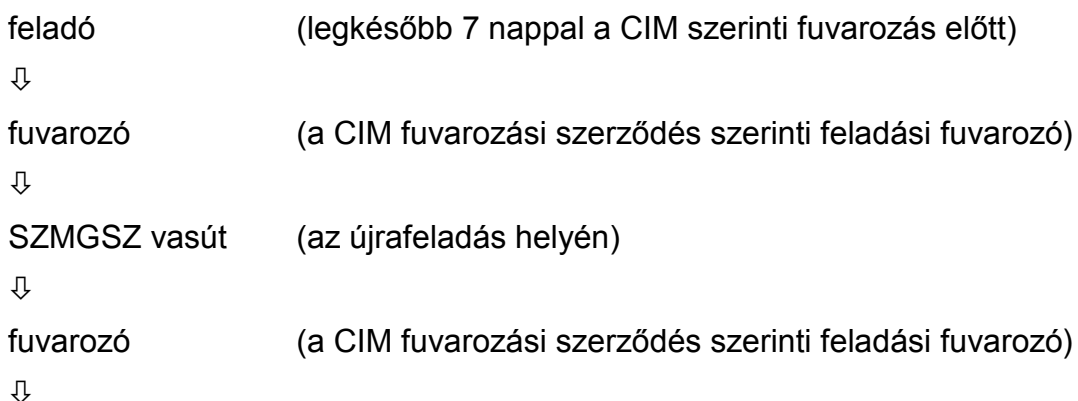 feladó (legkésőbb 7 nappal a CIM szerinti fuvarozás előtt)
⇩
fuvarozó (a CIM fuvarozási szerződés szerinti feladási fuvarozó)
⇩
SZMGSZ vasút (az újrafeladás helyén)
⇩
fuvarozó (a CIM fuvarozási szerződés szerinti feladási fuvarozó)
⇩